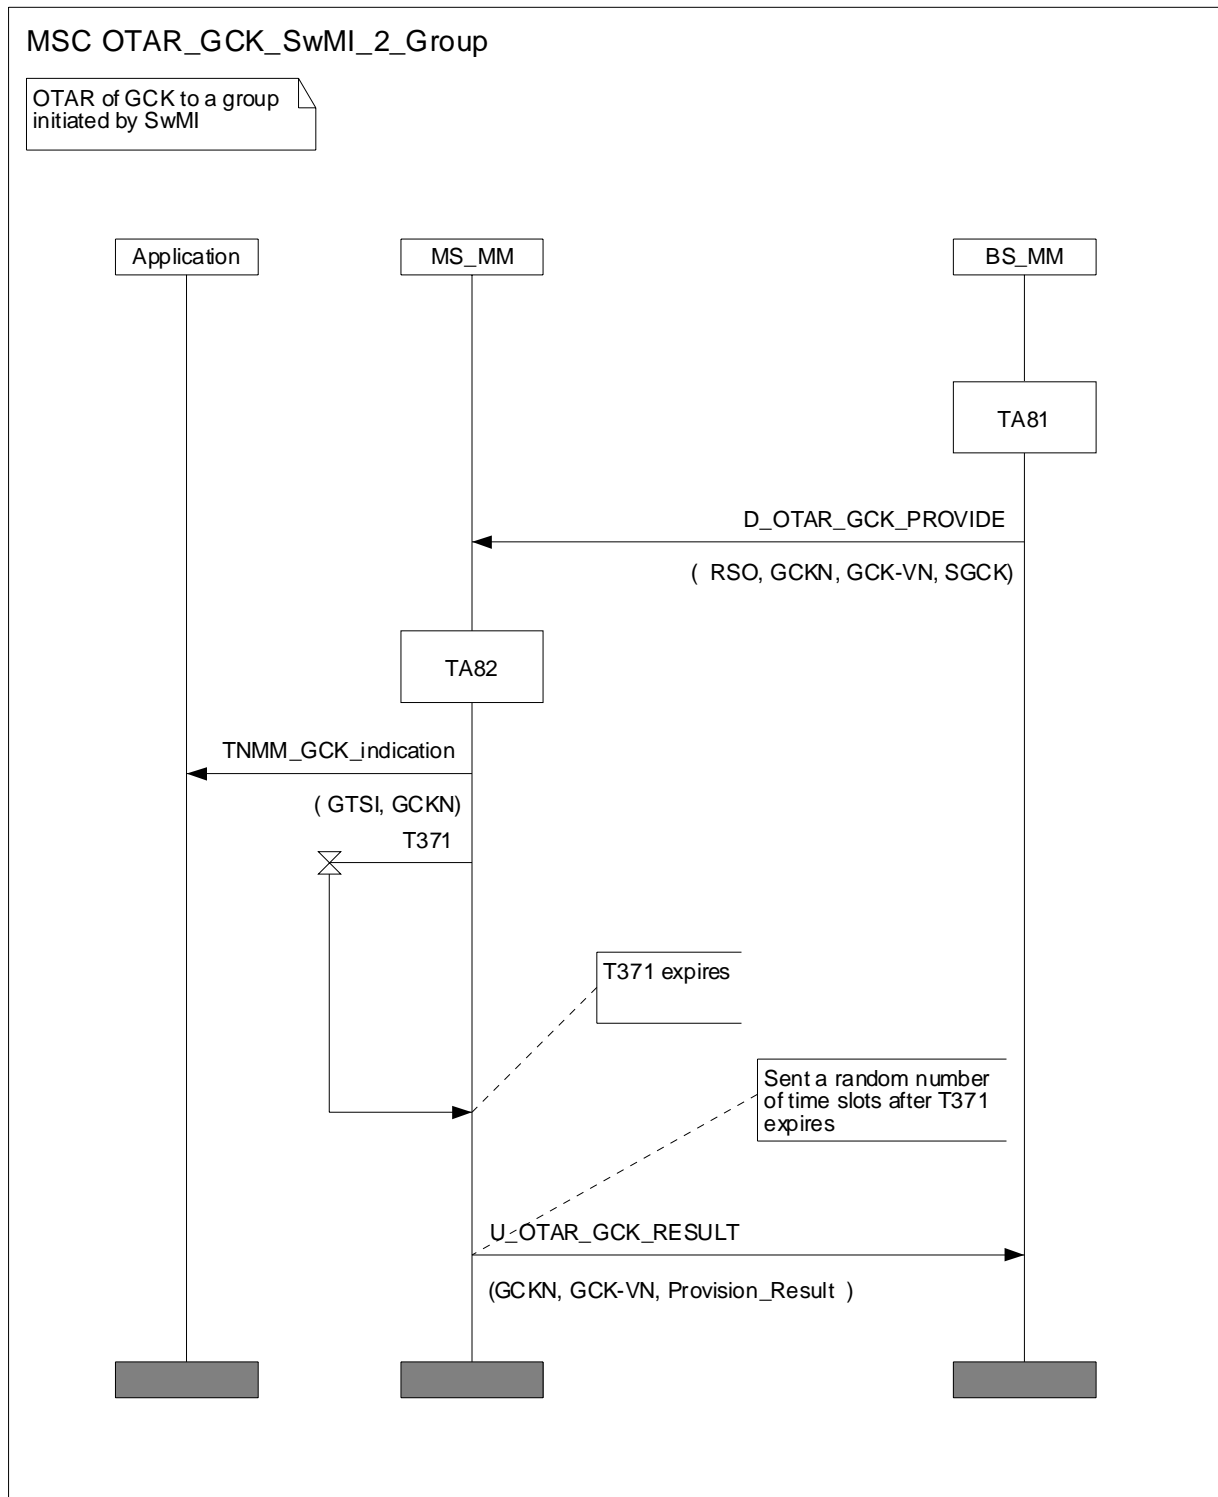 MSC OTAR_GCK_SwMI_2_Group
OTAR of GCK to a group
initiated by SwMI
Application
MS_MM
BS_MM
TA81
D_OTAR_GCK_PROVIDE
( RSO, GCKN, GCK-VN, SGCK)
TA82
TNMM_GCK_indication
( GTSI, GCKN)
T371
T371 expires
Sent a random number
of time slots after T371
expires
U_OTAR_GCK_RESULT
(GCKN, GCK-VN, Provision_Result )